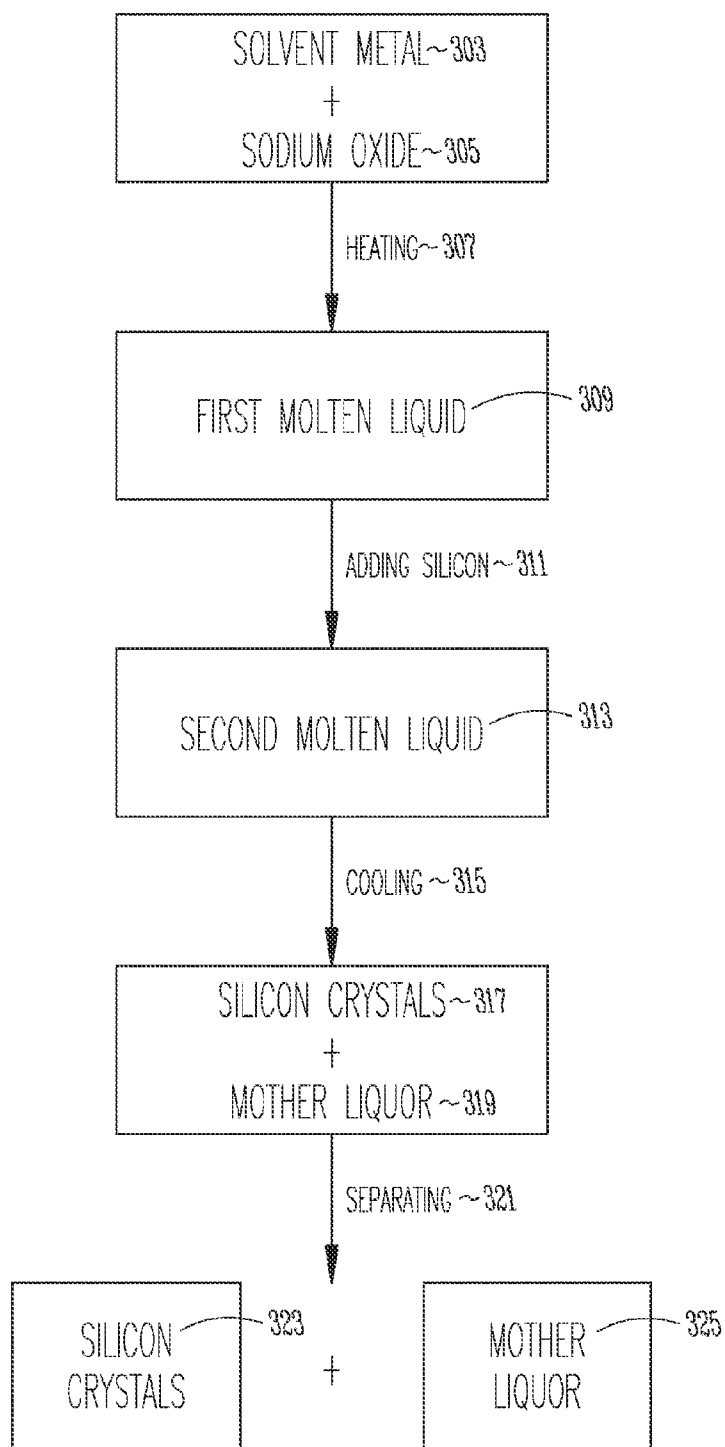 SOLVENT METAL~303
+
SODIUM OXIDE~305
HEATING~307
FIRST MOLTEN LIQUID 309
ADDING SILICON~311
SECOND MOLTEN LIQUID 313
COOLING~315
SILICON CRYSTALS~317
+
MOTHER LIQUOR~319
SEPARATING~321
SILICON 323
CRYSTALS
+
MOTHER 325
LIQUOR